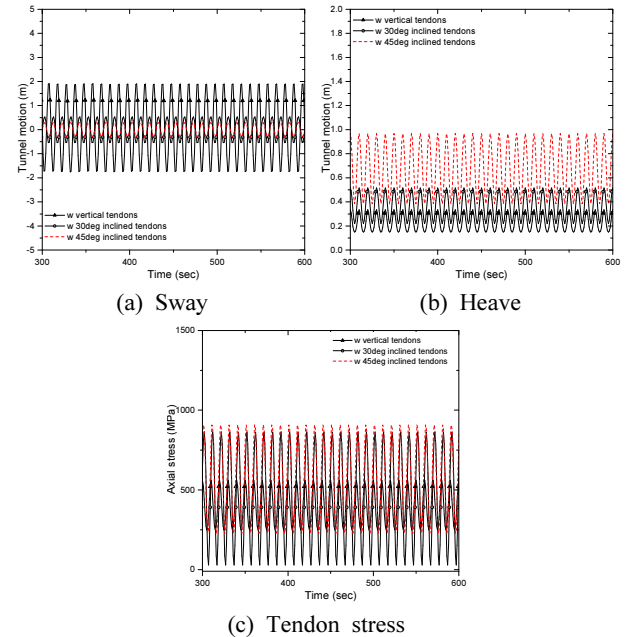 5
4
3
2
1
0
-1
-2
-3
-4
-5
Tunnel motion (m)
w vertical tendons
w 30deg inclined tendons
w 45deg inclined tendons
300 400 500 600
Time (sec)
(a) Sway
2.0
1.8
1.6
1.4
1.2
1.0
0.8
0.6
0.4
0.2
0.0
Tunnel motion (m)
w vertical tendons
w 30deg inclined tendons
w 45deg inclined tendons
300 400 500 600
Time (sec)
(b) Heave
1500
1000
500
0
Axial stress (MPa)
w vertical tendons
w 30deg inclined tendons
w 45deg inclined tendons
300 400 500 600
Time (sec)
(c) Tendon stress